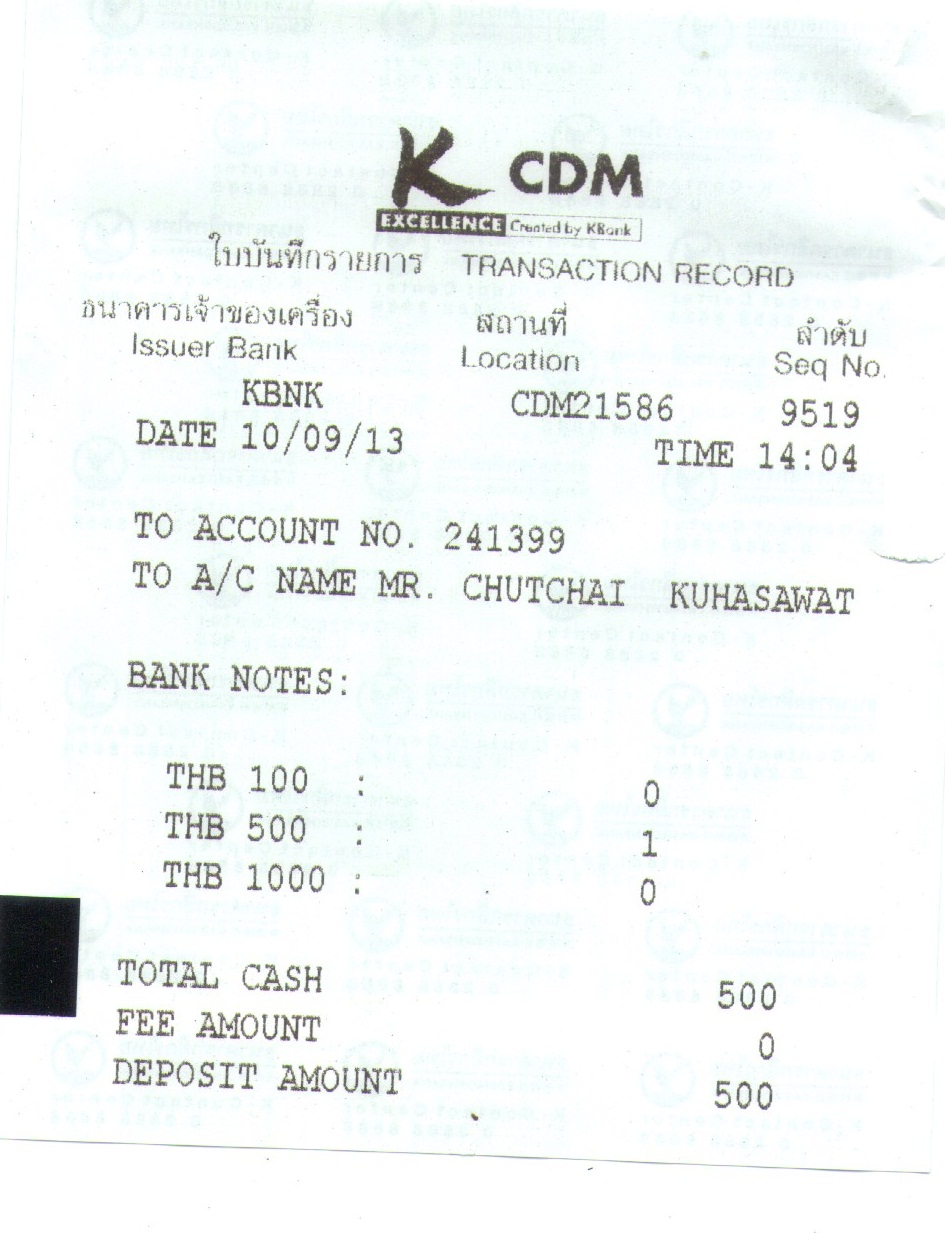 K CDM
EXCELLENCE Created by KBank
ใบบันทึกรายการ TRANSACTION RECORD
ธนาคารเจ้าของเครื่อง สถานที่ ลำดับ
Issuer Bank Location Seq No.
KBNK CDM21586 9519
DATE 10/09/13 TIME 14:04
TO ACCOUNT NO. 241399
TO A/C NAME MR. CHUTCHAI KUHASAWAT
BANK NOTES:
THB 100 : 0
THB 500 : 1
THB 1000 : 0
TOTAL CASH 500
FEE AMOUNT 0
DEPOSIT AMOUNT 500